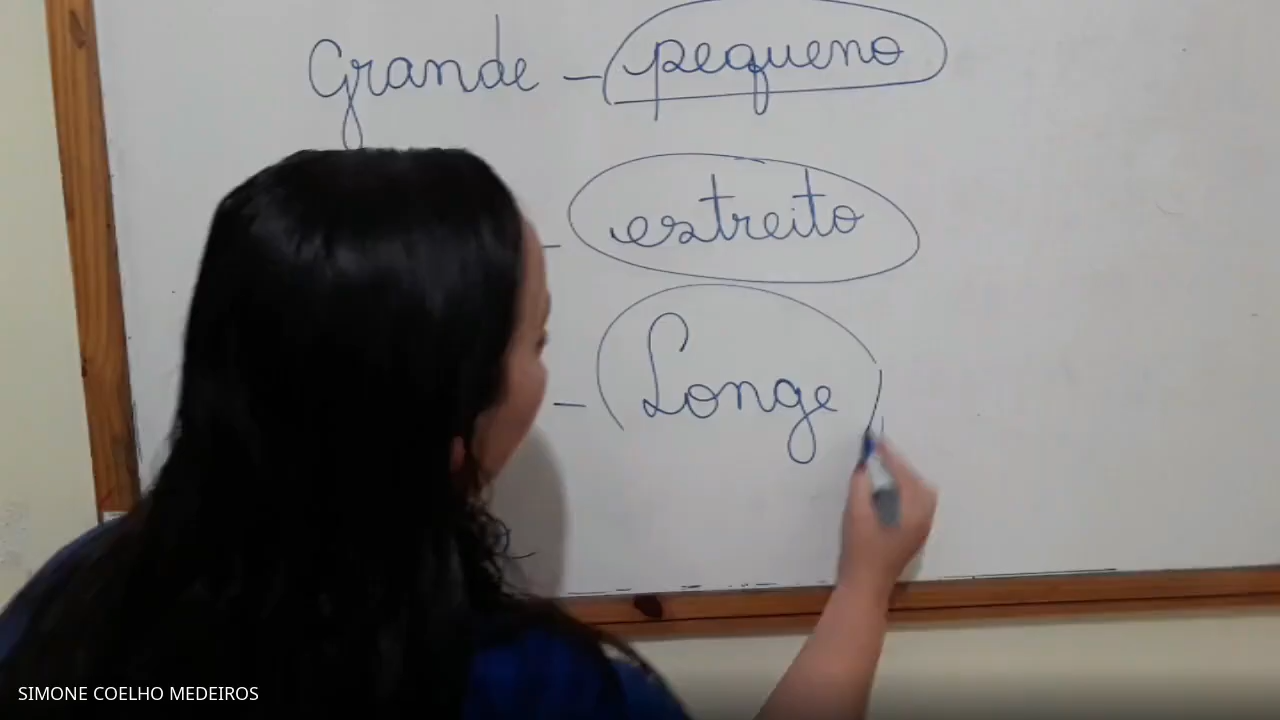 Grande - pequeno
- estreito
- Longe
SIMONE COELHO MEDEIROS